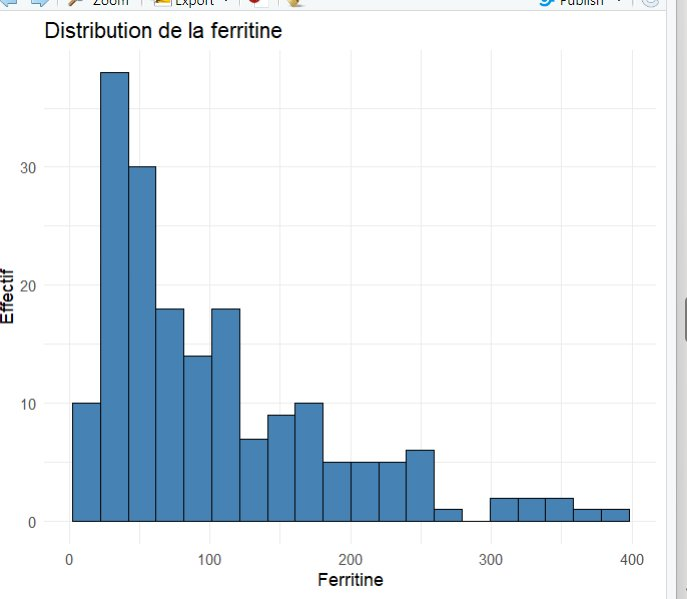 Zoom Export Publish
Distribution de la ferritine
30
20
10
0
Effectif
0 100 200 300 400
Ferritine